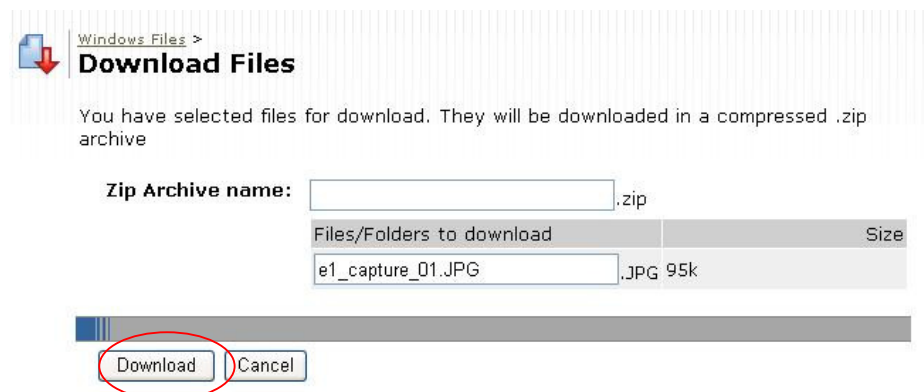 Windows Files >
Download Files
You have selected files for download. They will be downloaded in a compressed .zip
archive
Zip Archive name: .zip
Files/Folders to download Size
e1_capture_01.JPG .JPG 95k
Download Cancel